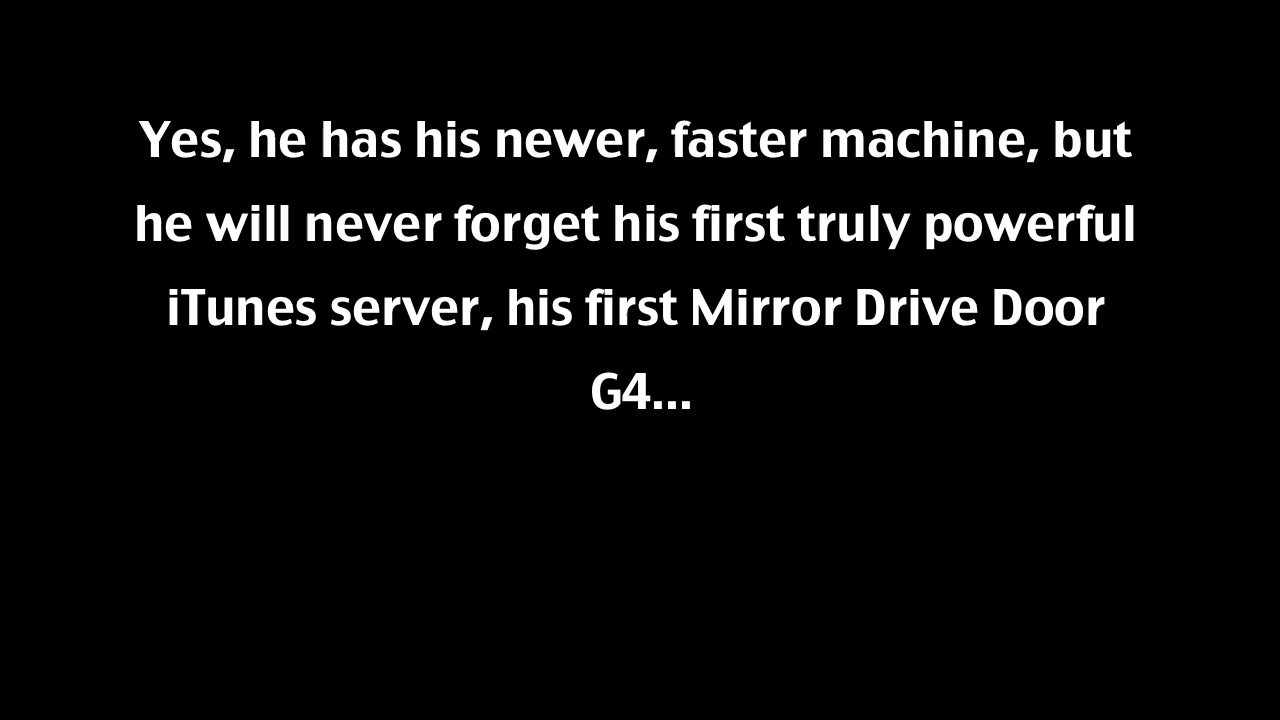 Yes, he has his newer, faster machine, but
he will never forget his first truly powerful
iTunes server, his first Mirror Drive Door
G4...